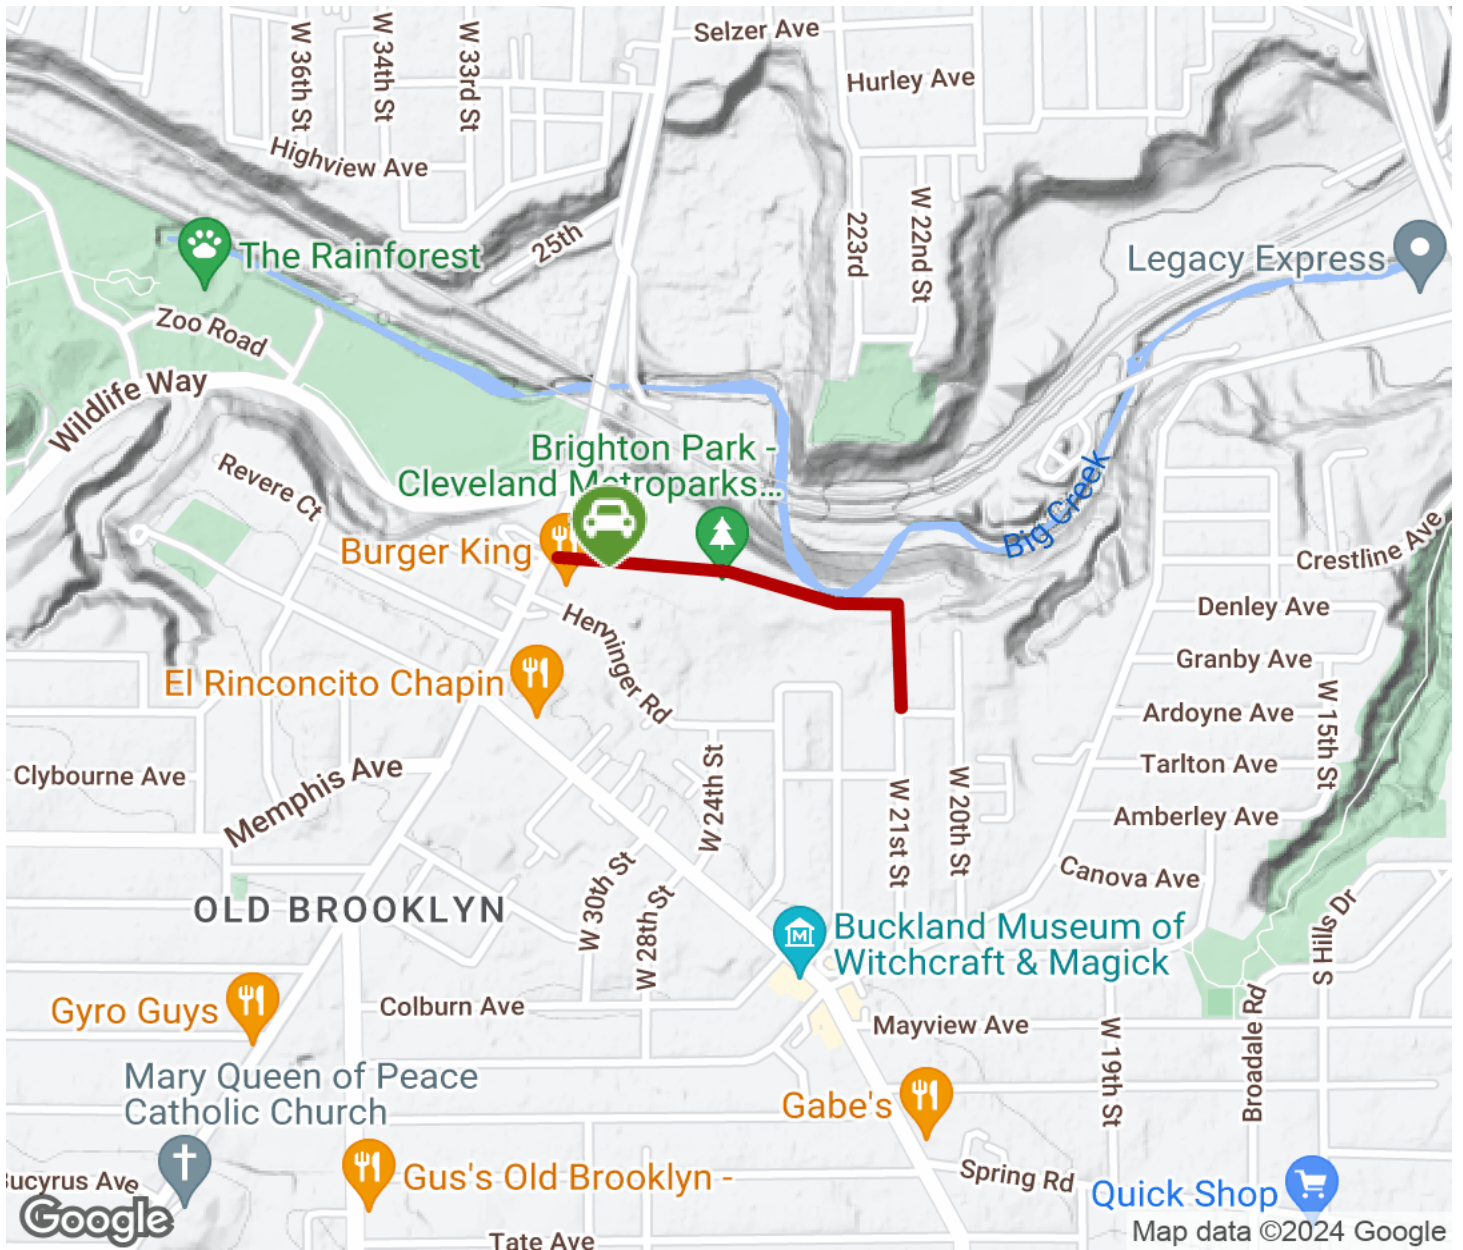 Selzer Ave
W 36th St
W 34th St
W 33rd St
Hurley Ave
Highview Ave
25th
223rd
W 22nd St
The Rainforest
Legacy Express
Zoo Road
Wildlife Way
Brighton Park -
Cleveland Metroparks...
Revere Ct
Big Creek
Burger King
Crestline Ave
Henninger Rd
Denley Ave
Granby Ave
El Rinconcito Chapin
W 15th St
Ardoyne Ave
Clybourne Ave
Memphis Ave
W 24th St
W 21st St
W 20th St
Tarlton Ave
Amberley Ave
Canova Ave
OLD BROOKLYN
W 30th St
W 28th St
Buckland Museum of
Witchcraft & Magick
S Hills Dr
Gyro Guys
Colburn Ave
Mayview Ave
W 19th St
Broadale Rd
Mary Queen of Peace
Catholic Church
Gabe's
Gus's Old Brooklyn -
Spring Rd
Quick Shop
ucyrus Ave
Google
Tate Ave
Map data ©2024 Google